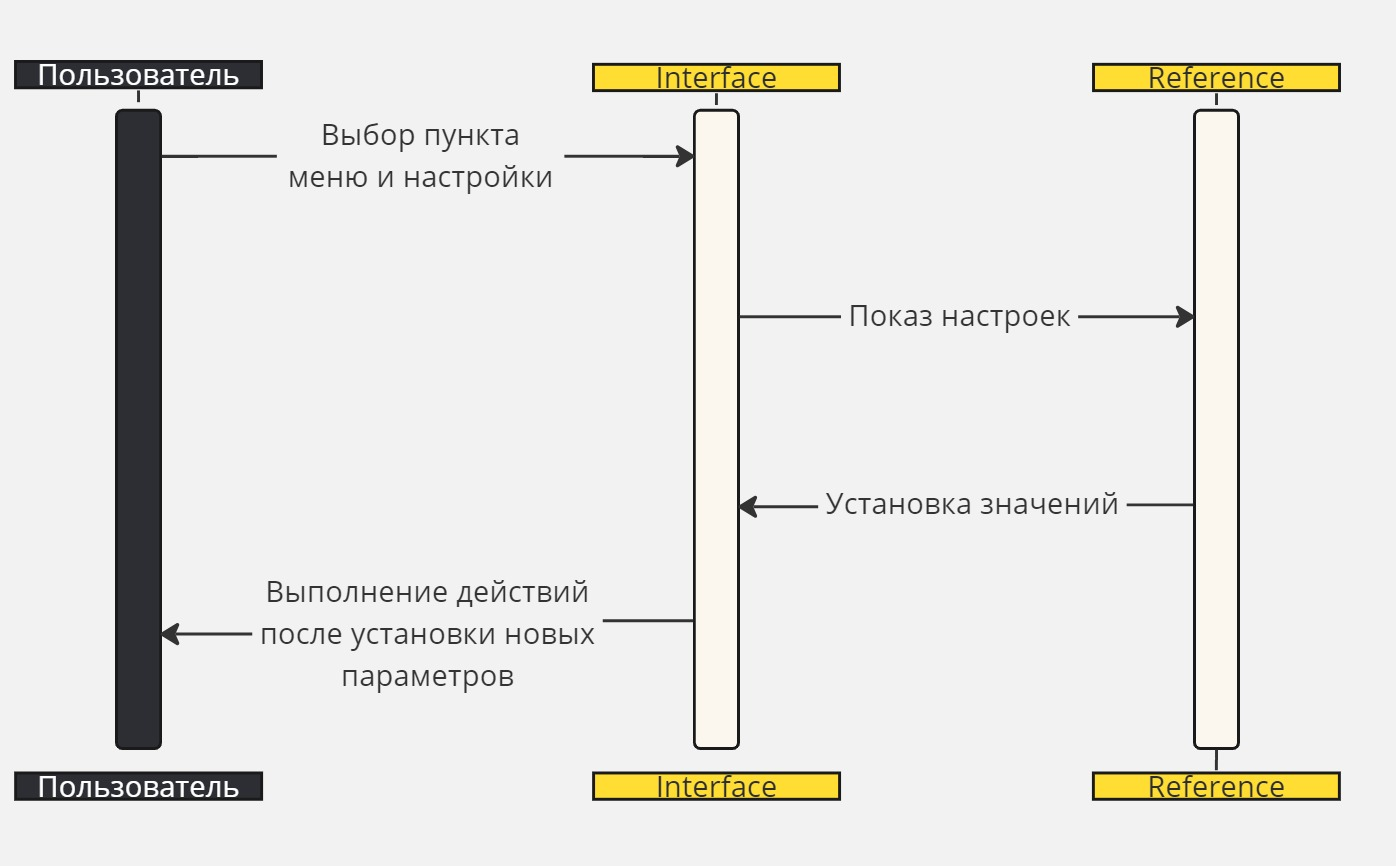 Пользователь
Interface
Reference
Выбор пункта
меню и настройки
Показ настроек
Установка значений
Выполнение действий
после установки новых
параметров
Пользователь
Interface
Reference